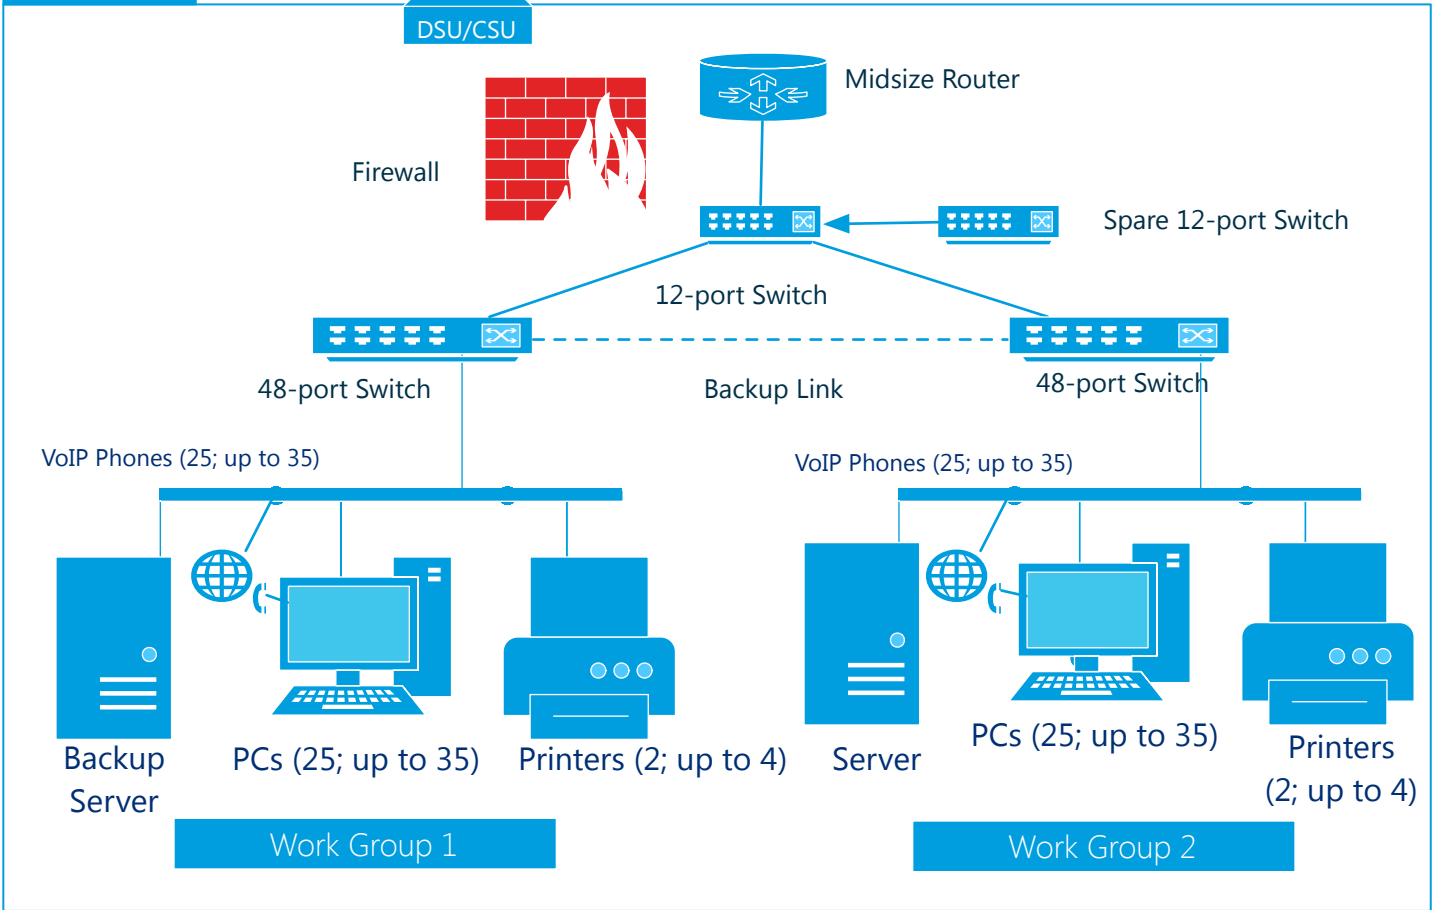 DSU/CSU
Midsize Router
Firewall
Spare 12-port Switch
12-port Switch
48-port Switch
Backup Link
48-port Switch
VoIP Phones (25; up to 35)
VoIP Phones (25; up to 35)
Backup
Server
PCs (25; up to 35)
Printers (2; up to 4)
Server
PCs (25; up to 35)
Printers
(2; up to 4)
Work Group 1
Work Group 2